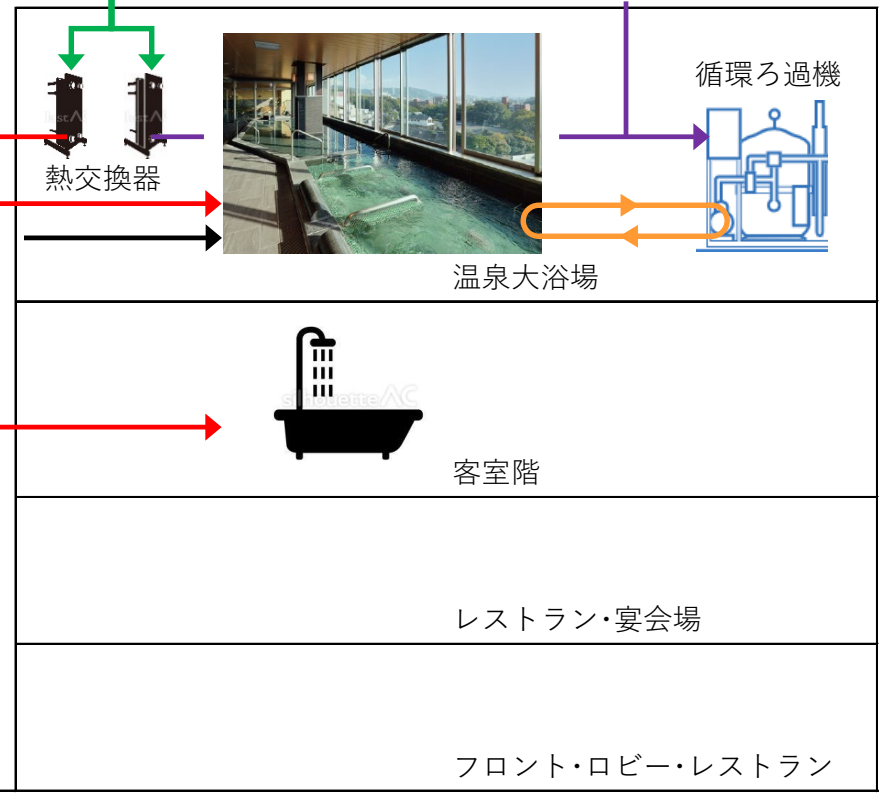 循環ろ過機
熱交換器
温泉大浴場
silhouetteAC
客室階
レストラン・宴会場
フロント・ロビー・レストラン